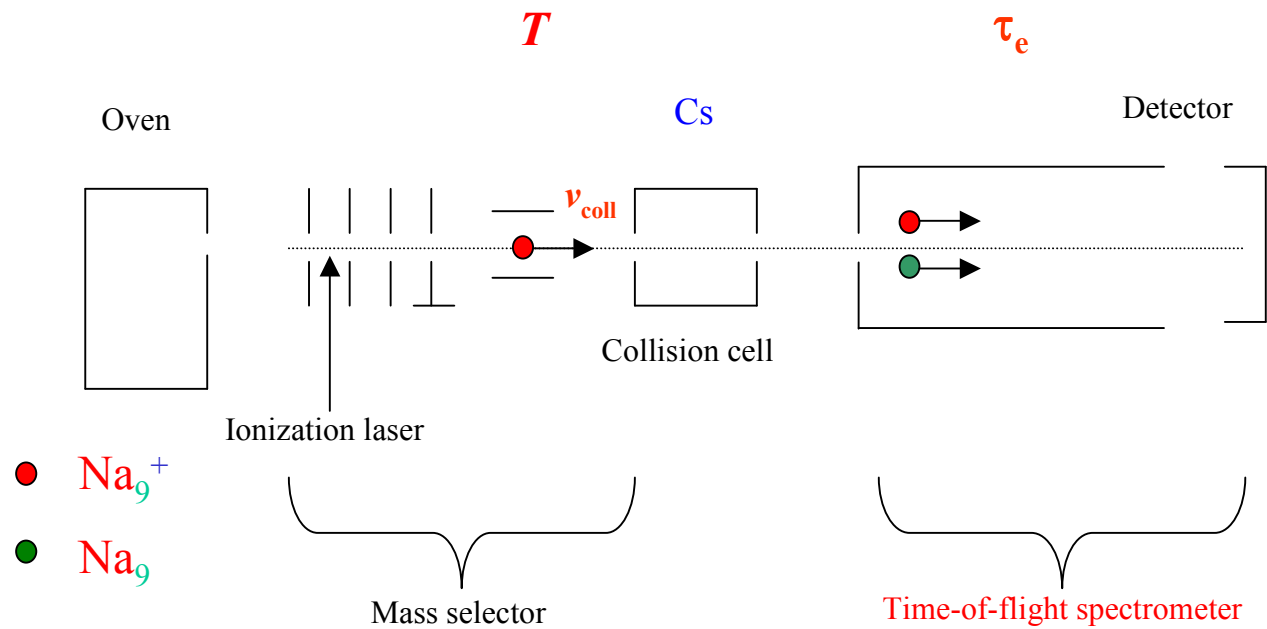 T
τe
Oven
Cs
Detector
vcoll
Collision cell
Ionization laser
Na9+
Na9
Mass selector
Time-of-flight spectrometer